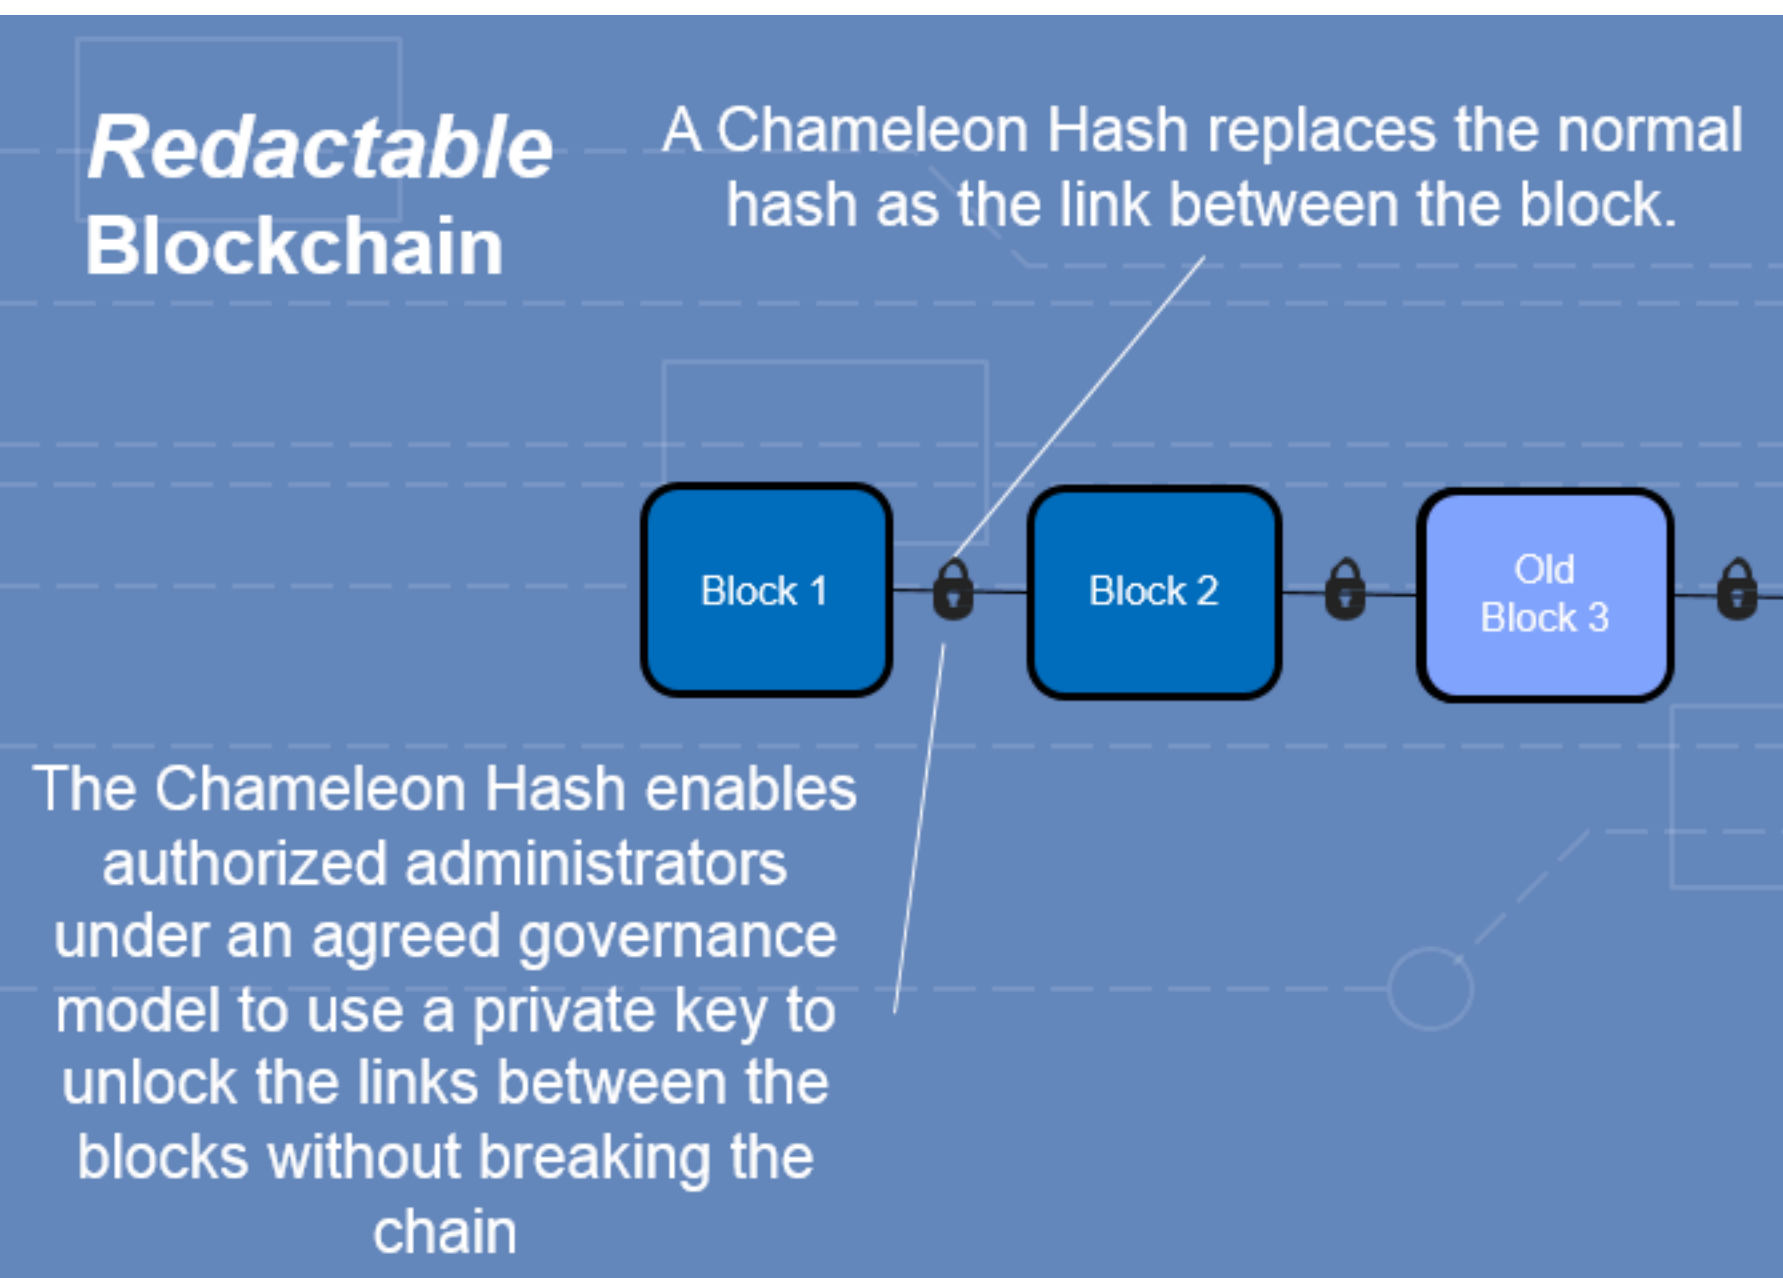 Redactable
Blockchain
A Chameleon Hash replaces the normal
hash as the link between the block.
Block 1
Block 2
Old
Block 3
The Chameleon Hash enables
authorized administrators
under an agreed governance
model to use a private key to
unlock the links between the
blocks without breaking the
chain